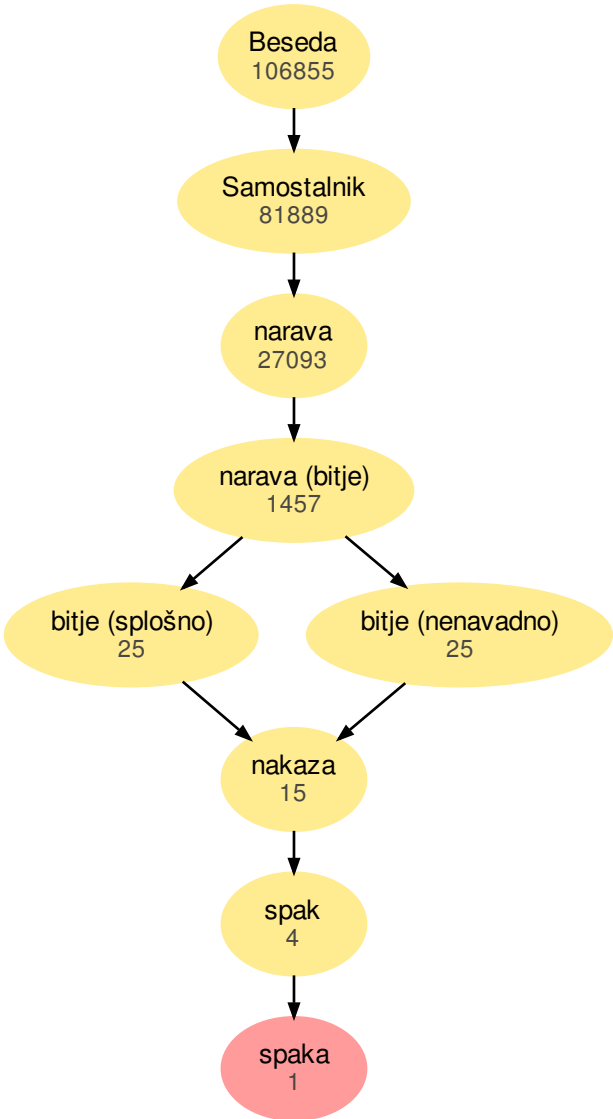 Beseda
106855
Samostalnik
81889
narava
27093
narava (bitje)
1457
bitje (splošno)
25
bitje (nenavadno)
25
nakaza
15
spak
4
spaka
1